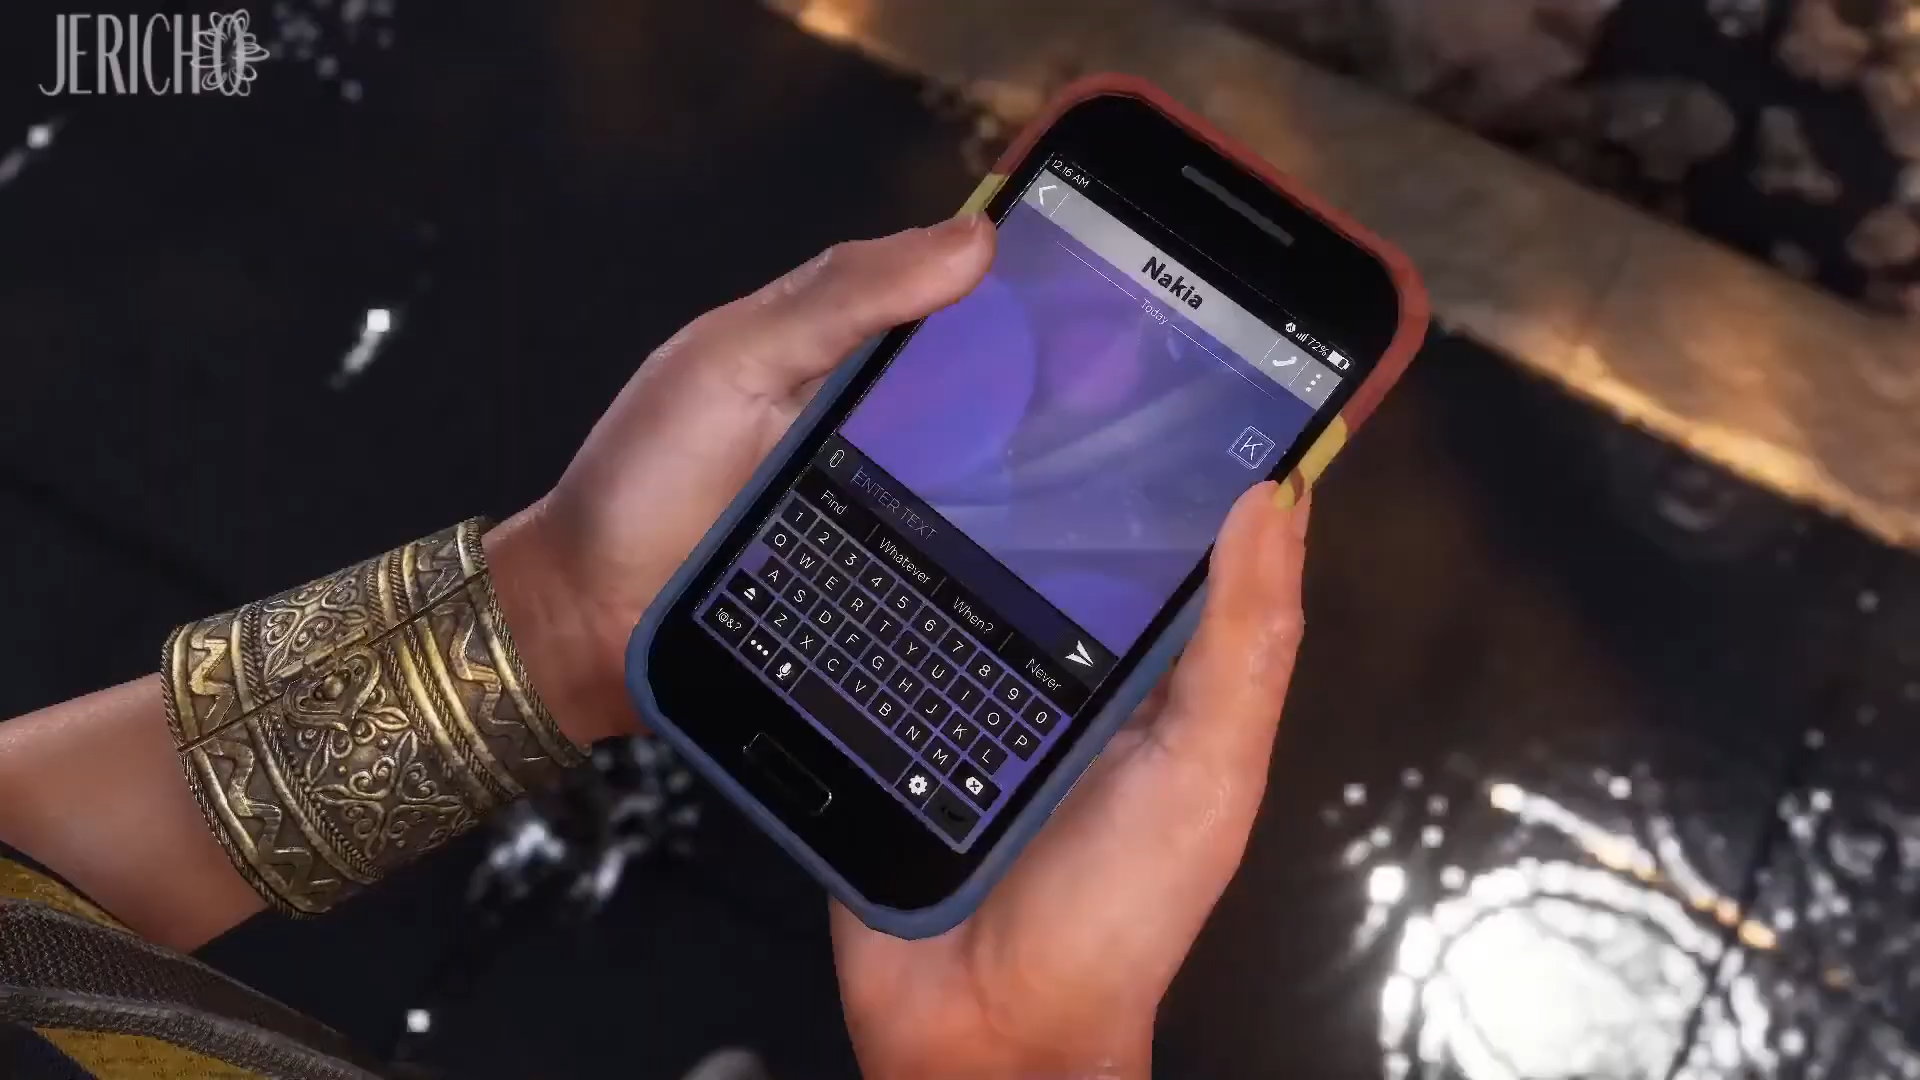 JERICHO
12:16 AM
72%
Nakia
Today
K
ENTER TEXT
Find
Whatever
When?
Never
1 2 3 4 5 6 7 8 9 0
Q W E R T Y U I O P
A S D F G H J K L
Z X C V B N M
!@&?